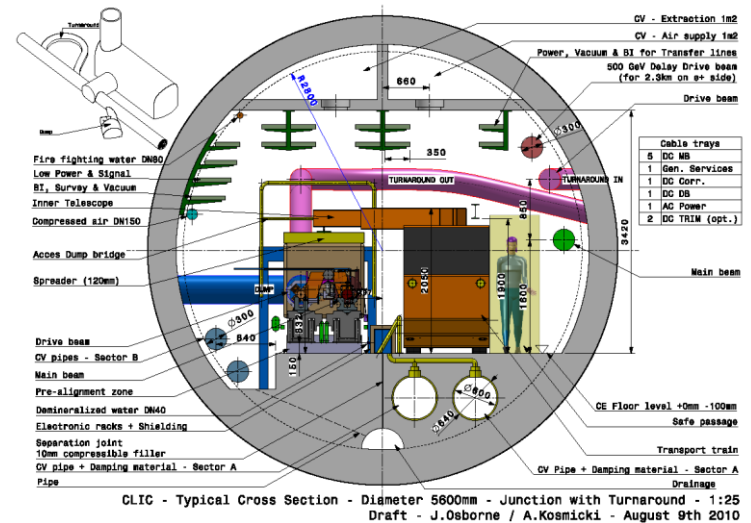 Turnaround
Dump
CV - Extraction 1m2
CV - Air supply 1m2
Power, Vacuum & BI for Transfer lines
500 GeV Delay Drive beam
(for 2.3km on e+ side)
Drive beam
R2800
660
Ø300
350
Cable trays
5 DC MB
1 Gen. Services
1 DC Corr.
1 DC DB
1 AC Power
2 DC TRIM (opt.)
Fire fighting water DN80
Low Power & Signal
BI, Survey & Vacuum
Inner Telescope
Compressed air DN150
Acces Dump bridge
Spreader (120mm)
TURNAROUND OUT
TURNAROUND IN
850
3420
Main beam
DUMP
832
2050
1900
1800
Ø300
840
150
Drive beam
CV pipes - Sector B
Main beam
Pre-alignment zone
Demineralized water DN40
Electronic racks + Shielding
Separation joint
10mm compressible filler
CV pipe + Damping material - Sector A
Pipe
Ø600
Ø640
CE Floor level +0mm -100mm
Safe passage
Transport train
CV Pipe + Damping material - Sector A
Drainage
CLIC - Typical Cross Section - Diameter 5600mm - Junction with Turnaround - 1:25
Draft - J.Osborne / A.Kosmicki - August 9th 2010